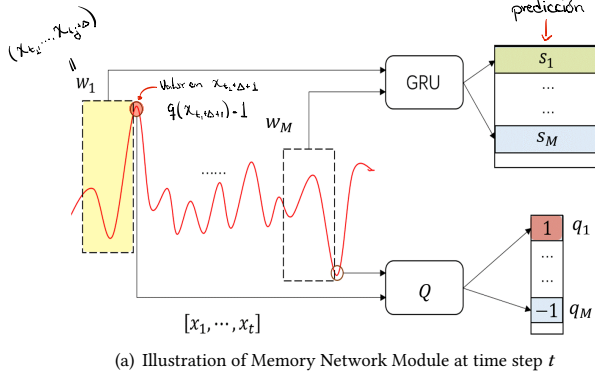 predicción
(x_{t_1}, ..., x_{t_j+Δ})
=
w_1
Valor en x_{t_1+Δ+1}
q(x_{t_1+Δ+1}) = 1
w_M
GRU
s_1
...
...
s_M
......
[x_1, ⋯, x_t]
Q
1 q_1
...
...
−1 q_M
(a) Illustration of Memory Network Module at time step t